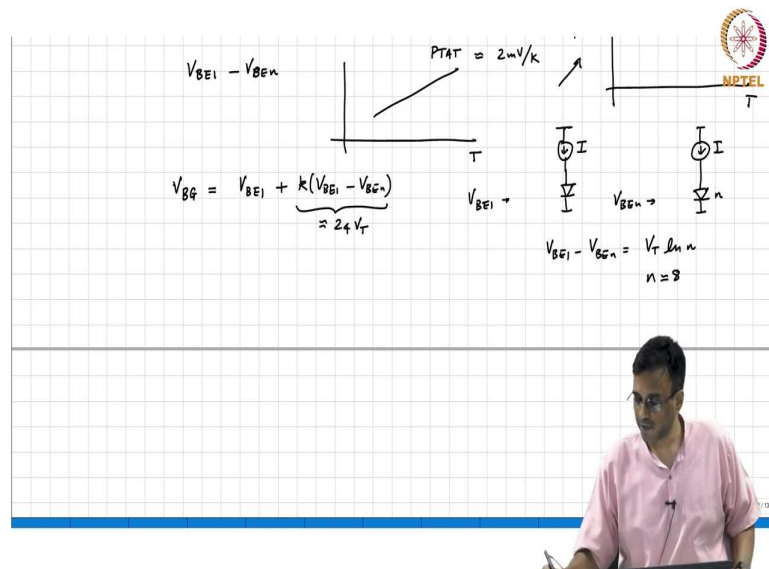 PTAT ≈ 2mV/K
V_BE1 - V_BEn
NPTEL
T
T
I
I
V_BG = V_BE1 + k(V_BE1 - V_BEn)
≈ 24 V_T
V_BE1 →
V_BEn →
n
V_BE1 - V_BEn = V_T ln n
n ≈ 8